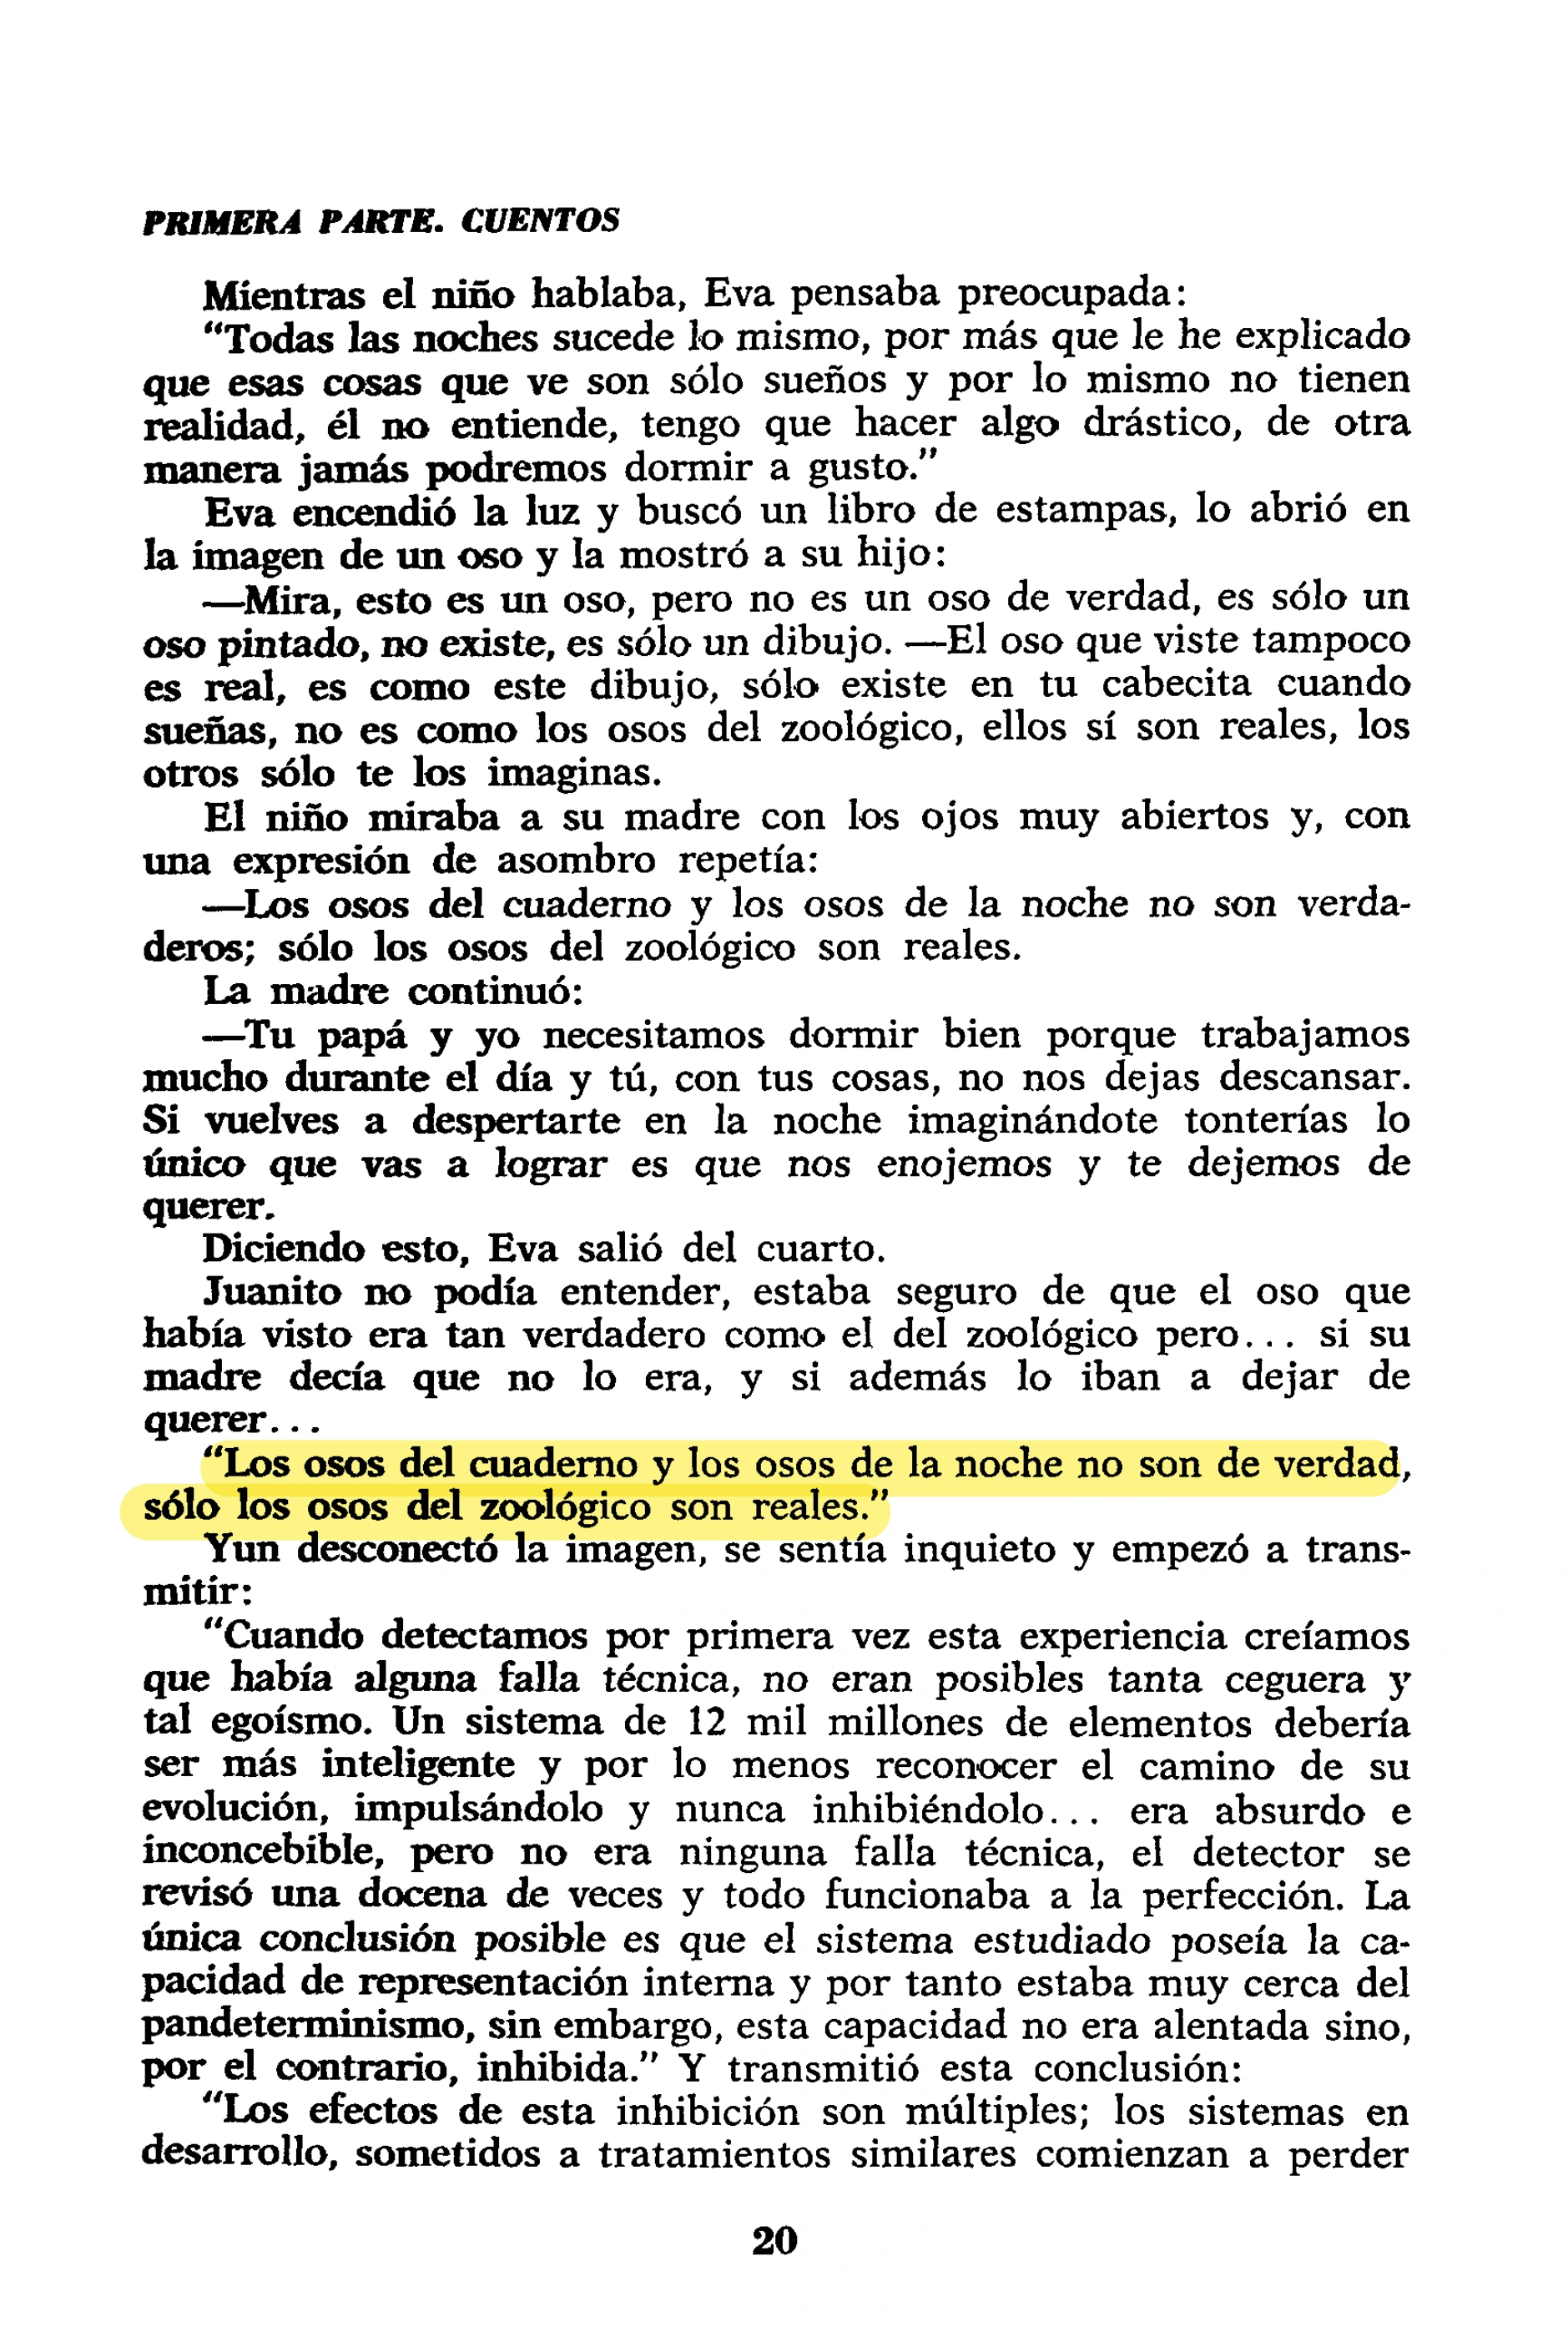 PRIMERA PARTE. CUENTOS
Mientras el niño hablaba, Eva pensaba preocupada:
“Todas las noches sucede lo mismo, por más que le he explicado
que esas cosas que ve son sólo sueños y por lo mismo no tienen
realidad, él no entiende, tengo que hacer algo drástico, de otra
manera jamás podremos dormir a gusto.”
Eva encendió la luz y buscó un libro de estampas, lo abrió en
la imagen de un oso y la mostró a su hijo:
—Mira, esto es un oso, pero no es un oso de verdad, es sólo un
oso pintado, no existe, es sólo un dibujo. —El oso que viste tampoco
es real, es como este dibujo, sólo existe en tu cabecita cuando
sueñas, no es como los osos del zoológico, ellos sí son reales, los
otros sólo te los imaginas.
El niño miraba a su madre con los ojos muy abiertos y, con
una expresión de asombro repetía:
—Los osos del cuaderno y los osos de la noche no son verda-
deros; sólo los osos del zoológico son reales.
La madre continuó:
—Tu papá y yo necesitamos dormir bien porque trabajamos
mucho durante el día y tú, con tus cosas, no nos dejas descansar.
Si vuelves a despertarte en la noche imaginándote tonterías lo
único que vas a lograr es que nos enojemos y te dejemos de
querer.
Diciendo esto, Eva salió del cuarto.
Juanito no podía entender, estaba seguro de que el oso que
había visto era tan verdadero como el del zoológico pero... si su
madre decía que no lo era, y si además lo iban a dejar de
querer...
“Los osos del cuaderno y los osos de la noche no son de verdad,
sólo los osos del zoológico son reales.”
Yun desconectó la imagen, se sentía inquieto y empezó a trans-
mitir:
“Cuando detectamos por primera vez esta experiencia creíamos
que había alguna falla técnica, no eran posibles tanta ceguera y
tal egoísmo. Un sistema de 12 mil millones de elementos debería
ser más inteligente y por lo menos reconocer el camino de su
evolución, impulsándolo y nunca inhibiéndolo... era absurdo e
inconcebible, pero no era ninguna falla técnica, el detector se
revisó una docena de veces y todo funcionaba a la perfección. La
única conclusión posible es que el sistema estudiado poseía la ca-
pacidad de representación interna y por tanto estaba muy cerca del
pandeterminismo, sin embargo, esta capacidad no era alentada sino,
por el contrario, inhibida.” Y transmitió esta conclusión:
“Los efectos de esta inhibición son múltiples; los sistemas en
desarrollo, sometidos a tratamientos similares comienzan a perder
20